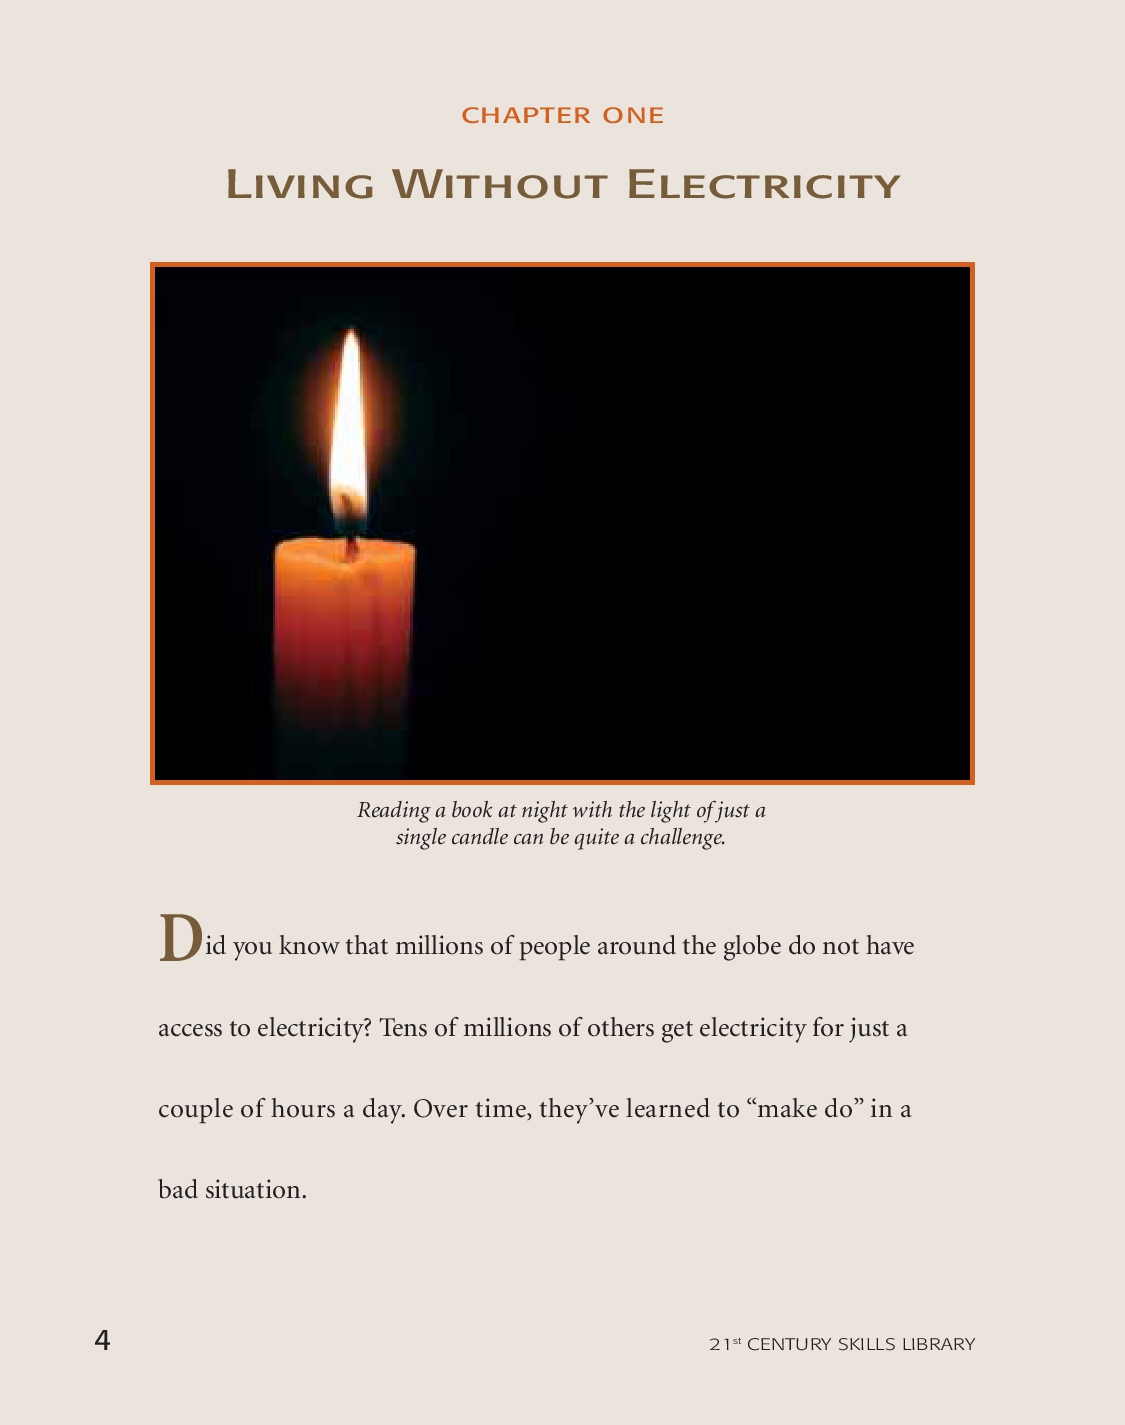 CHAPTER ONE
LIVING WITHOUT ELECTRICITY
Reading a book at night with the light of just a
single candle can be quite a challenge.
Did you know that millions of people around the globe do not have
access to electricity? Tens of millions of others get electricity for just a
couple of hours a day. Over time, they’ve learned to “make do” in a
bad situation.
4
21st CENTURY SKILLS LIBRARY